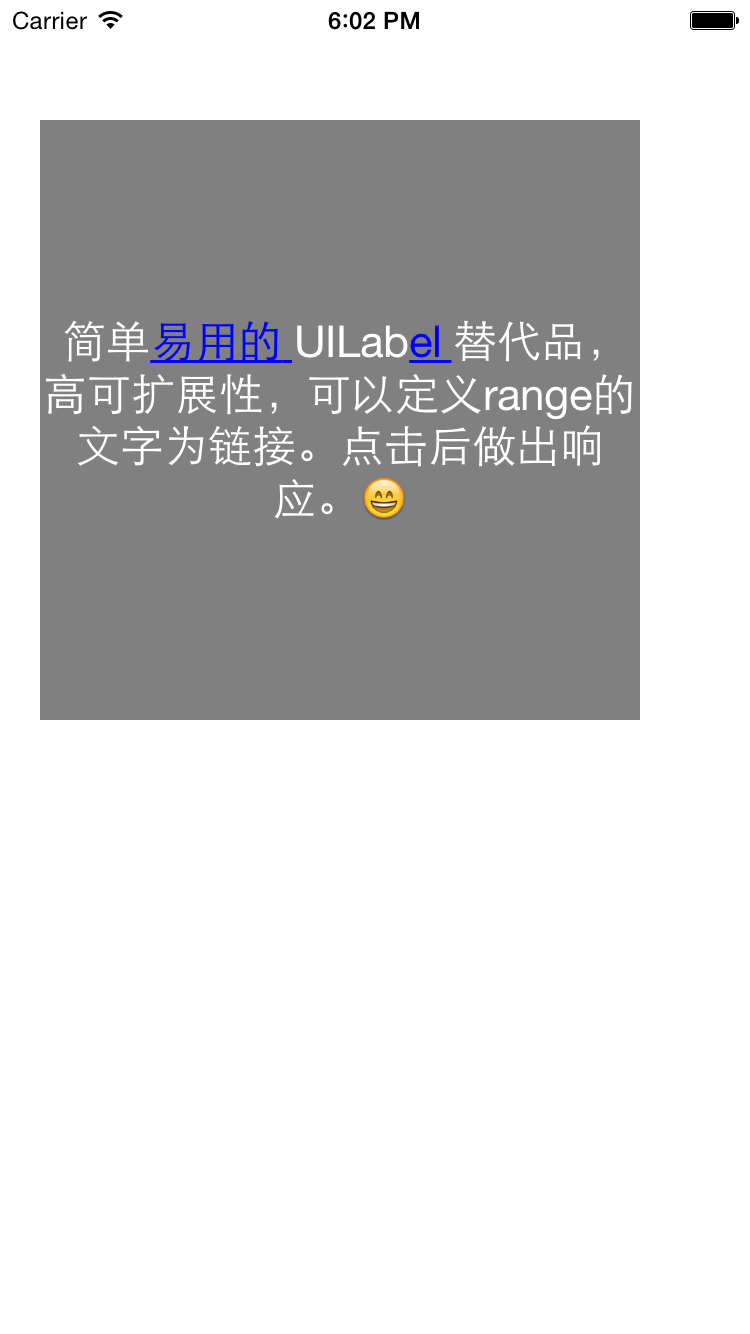 Carrier 6:02 PM
简单易用的 UILabel 替代品，
高可扩展性，可以定义range的
文字为链接。点击后做出响
应。😄